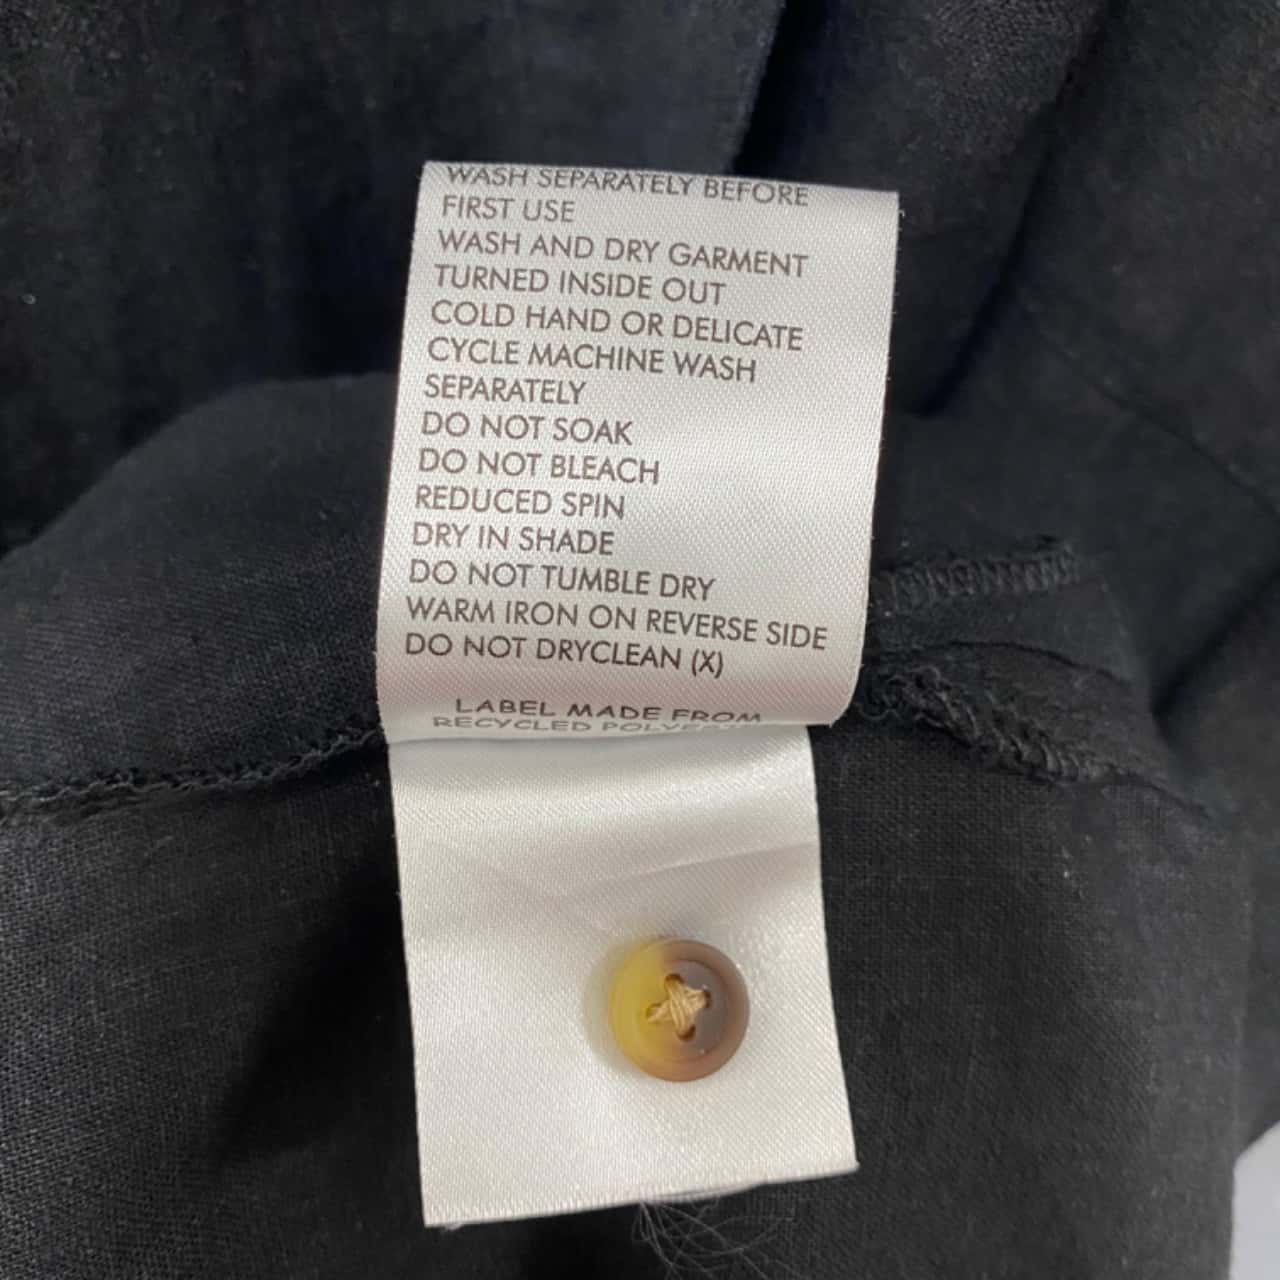 WASH SEPARATELY BEFORE
FIRST USE
WASH AND DRY GARMENT
TURNED INSIDE OUT
COLD HAND OR DELICATE
CYCLE MACHINE WASH
SEPARATELY
DO NOT SOAK
DO NOT BLEACH
REDUCED SPIN
DRY IN SHADE
DO NOT TUMBLE DRY
WARM IRON ON REVERSE SIDE
DO NOT DRYCLEAN (X)
LABEL MADE FROM
RECYCLED